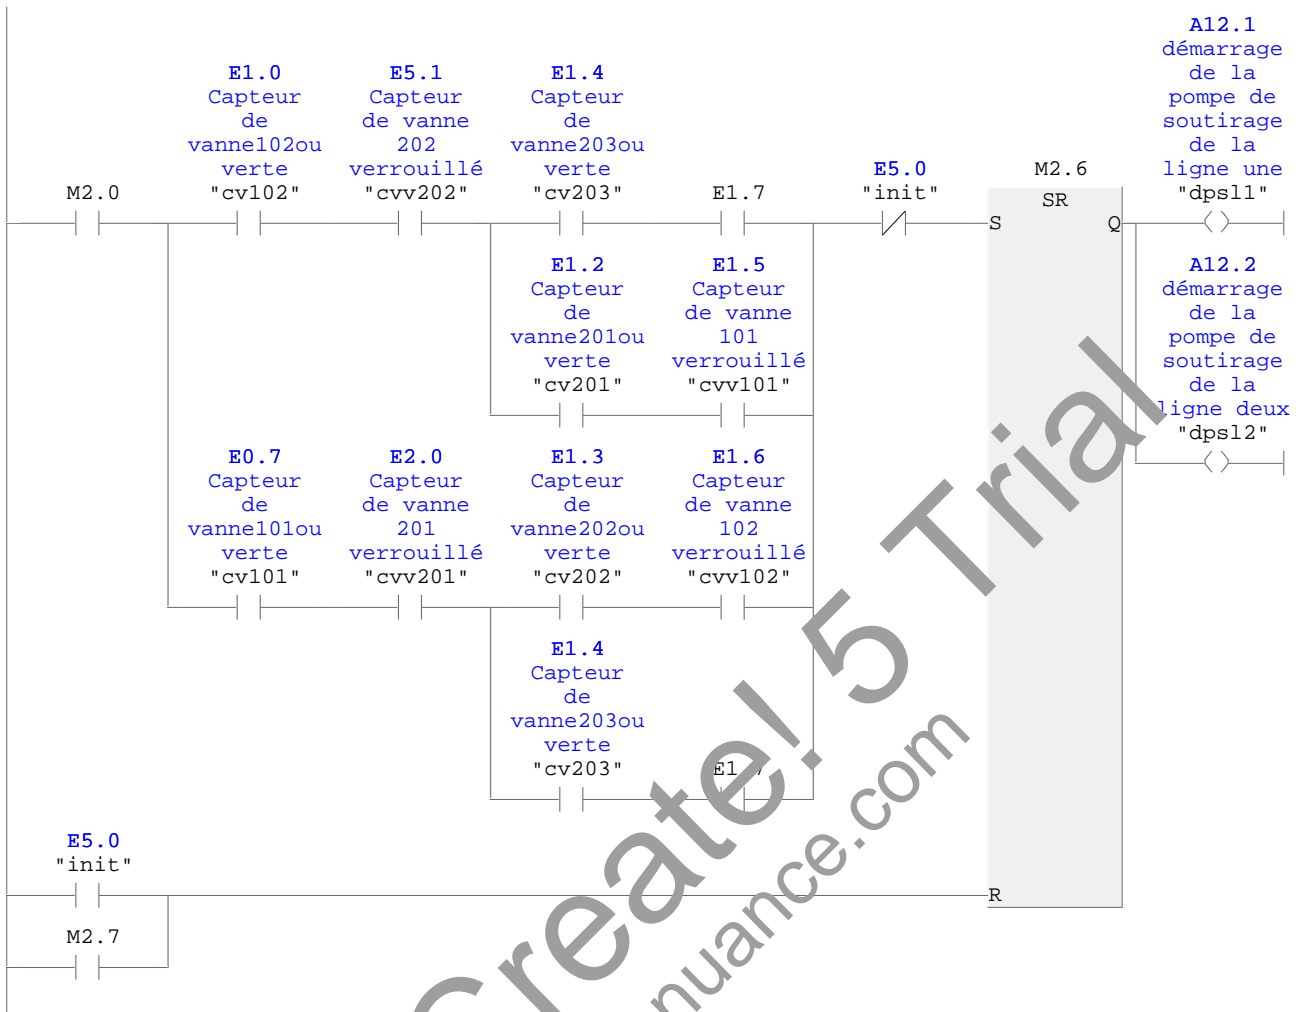 A12.1
démarrage
de la
pompe de
soutirage
de la
ligne une
"dpsl1"
E1.0
Capteur
de
vanne102ou
verte
"cv102"
E5.1
Capteur
de vanne
202
verrouillé
"cvv202"
E1.4
Capteur
de
vanne203ou
verte
"cv203"
M2.0
E1.7
E5.0
"init"
M2.6
SR
S
Q
E1.2
Capteur
de
vanne201ou
verte
"cv201"
E1.5
Capteur
de vanne
101
verrouillé
"cvv101"
A12.2
démarrage
de la
pompe de
soutirage
de la
ligne deux
"dpsl2"
E0.7
Capteur
de
vanne101ou
verte
"cv101"
E2.0
Capteur
de vanne
201
verrouillé
"cvv201"
E1.3
Capteur
de
vanne202ou
verte
"cv202"
E1.6
Capteur
de vanne
102
verrouillé
"cvv102"
E1.4
Capteur
de
vanne203ou
verte
"cv203"
E1.7
E5.0
"init"
R
M2.7
Create! 5 Trial
nuance.com